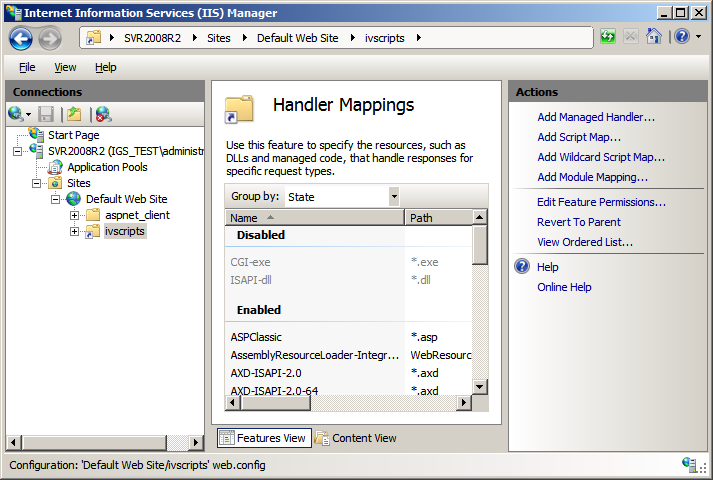 Internet Information Services (IIS) Manager
SVR2008R2 Sites Default Web Site ivscripts
File View Help
Connections
Start Page
SVR2008R2 (IGS_TEST\administr
Application Pools
Sites
Default Web Site
aspnet_client
ivscripts
Handler Mappings
Use this feature to specify the resources, such as
DLLs and managed code, that handle responses for
specific request types.
Group by: State
Name Path
Disabled
CGI-exe *.exe
ISAPI-dll *.dll
Enabled
ASPClassic *.asp
AssemblyResourceLoader-Integr... WebResourc
AXD-ISAPI-2.0 *.axd
AXD-ISAPI-2.0-64 *.axd
Features View Content View
Actions
Add Managed Handler...
Add Script Map...
Add Wildcard Script Map...
Add Module Mapping...
Edit Feature Permissions...
Revert To Parent
View Ordered List...
Help
Online Help
Configuration: 'Default Web Site/ivscripts' web.config